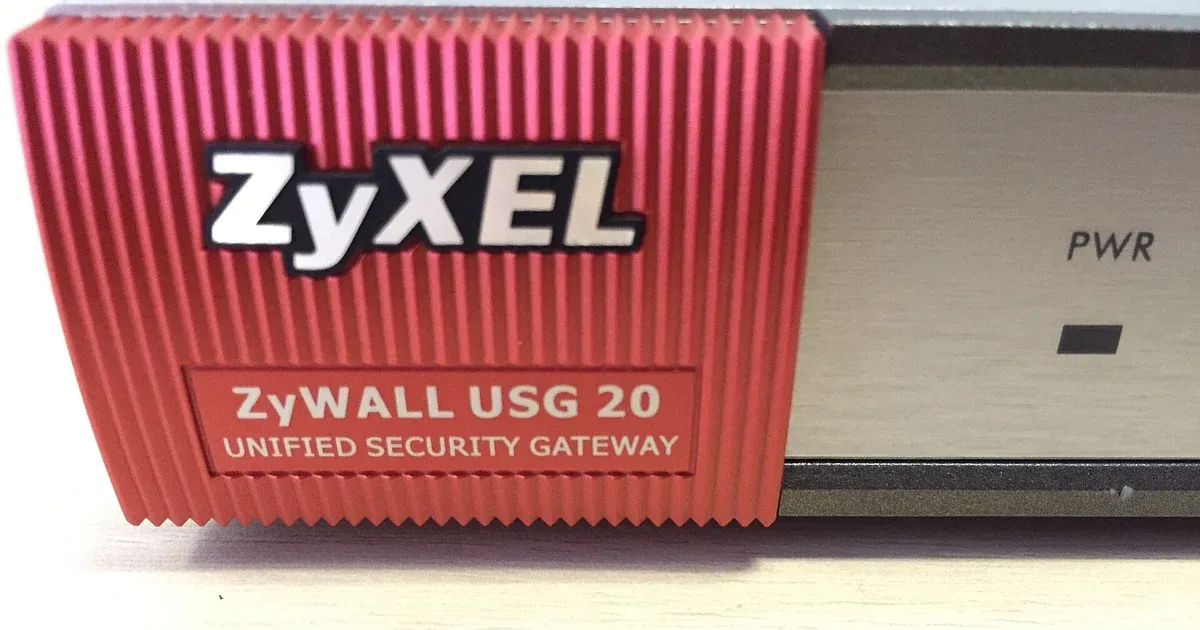 ZyXEL
PWR
ZyWALL USG 20
UNIFIED SECURITY GATEWAY